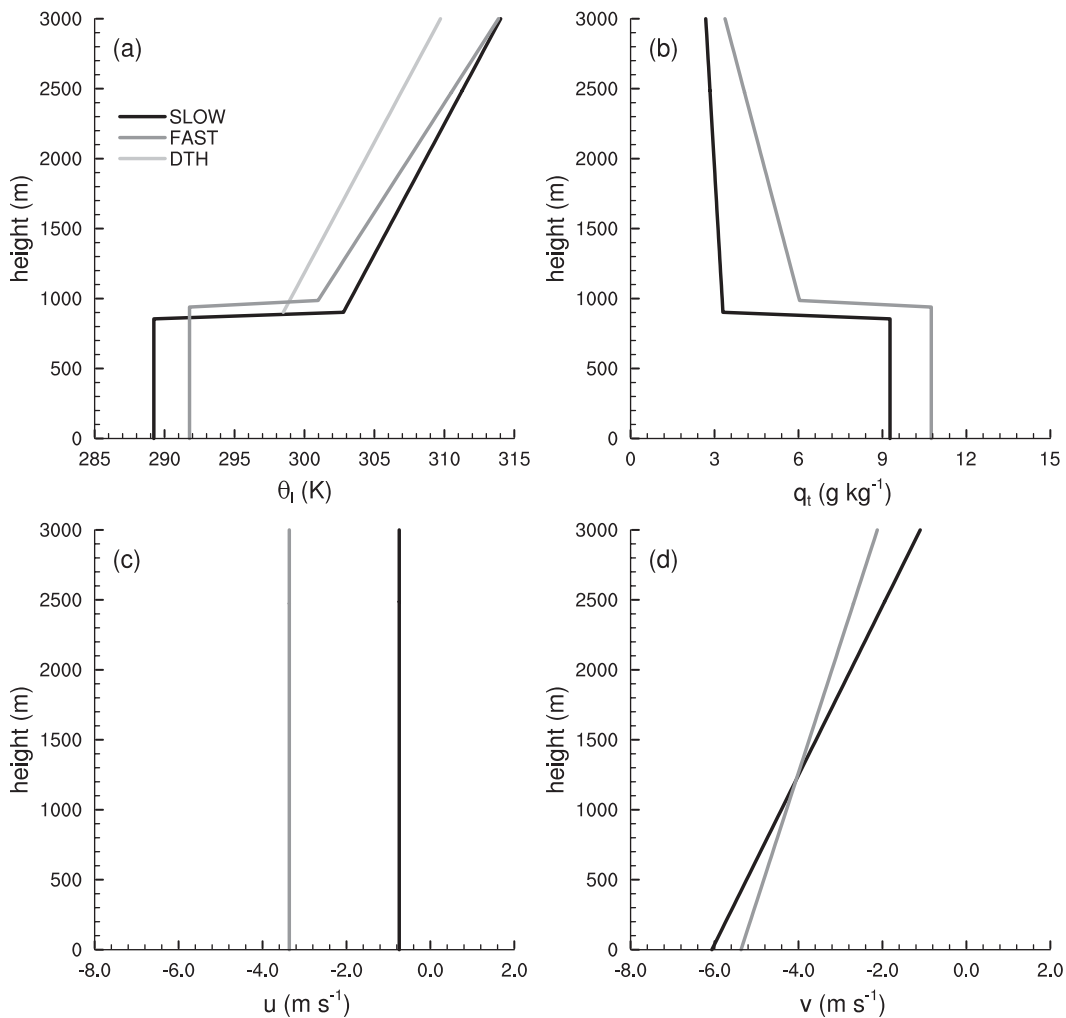 (a)
3000
2500
2000
1500
1000
500
0
height (m)
SLOW
FAST
DTH
285 290 295 300 305 310 315
θl (K)
(b)
3000
2500
2000
1500
1000
500
0
height (m)
0 3 6 9 12 15
qt (g kg-1)
(c)
3000
2500
2000
1500
1000
500
0
height (m)
-8.0 -6.0 -4.0 -2.0 0.0 2.0
u (m s-1)
(d)
3000
2500
2000
1500
1000
500
0
height (m)
-8.0 -6.0 -4.0 -2.0 0.0 2.0
v (m s-1)